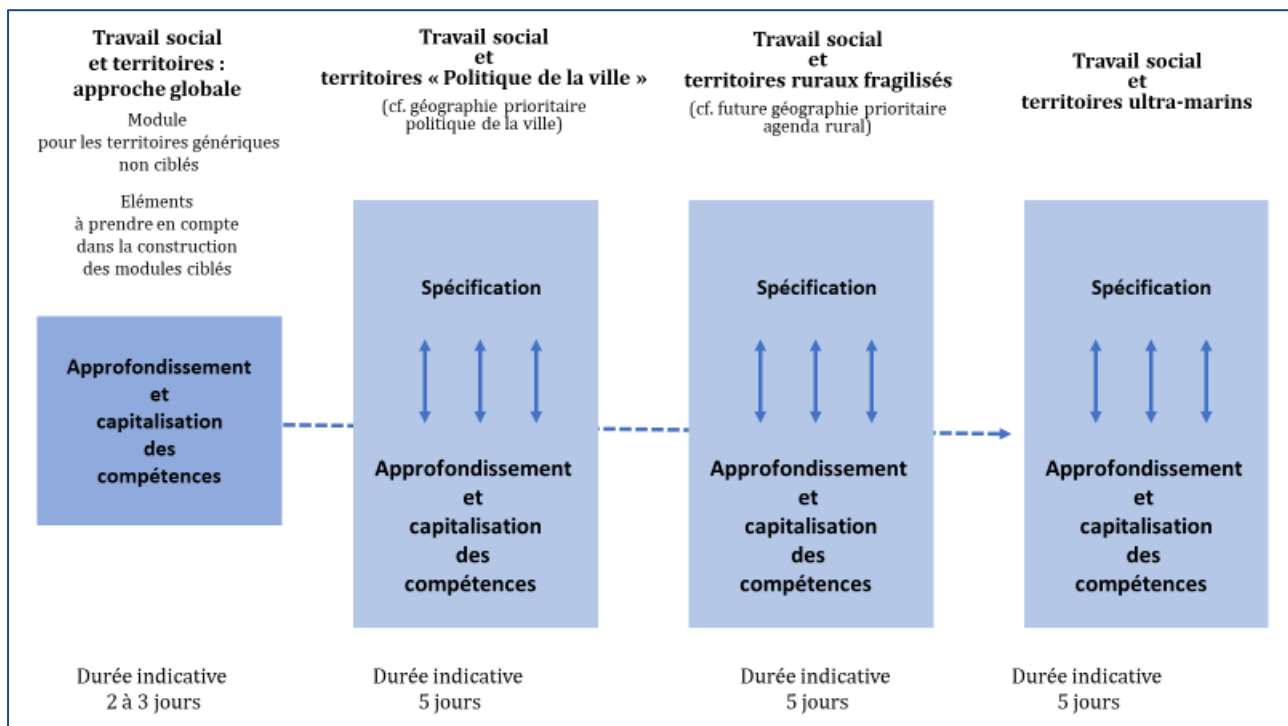 Travail social
et territoires :
approche globale
Module
pour les territoires génériques
non ciblés
Eléments
à prendre en compte
dans la construction
des modules ciblés
Approfondissement
et
capitalisation
des
compétences
Durée indicative
2 à 3 jours
Travail social
et
territoires « Politique de la ville »
(cf. géographie prioritaire
politique de la ville)
Spécification
Approfondissement
et
capitalisation
des
compétences
Durée indicative
5 jours
Travail social
et
territoires ruraux fragilisés
(cf. future géographie prioritaire
agenda rural)
Spécification
Approfondissement
et
capitalisation
des
compétences
Durée indicative
5 jours
Travail social
et
territoires ultra-marins
Spécification
Approfondissement
et
capitalisation
des
compétences
Durée indicative
5 jours